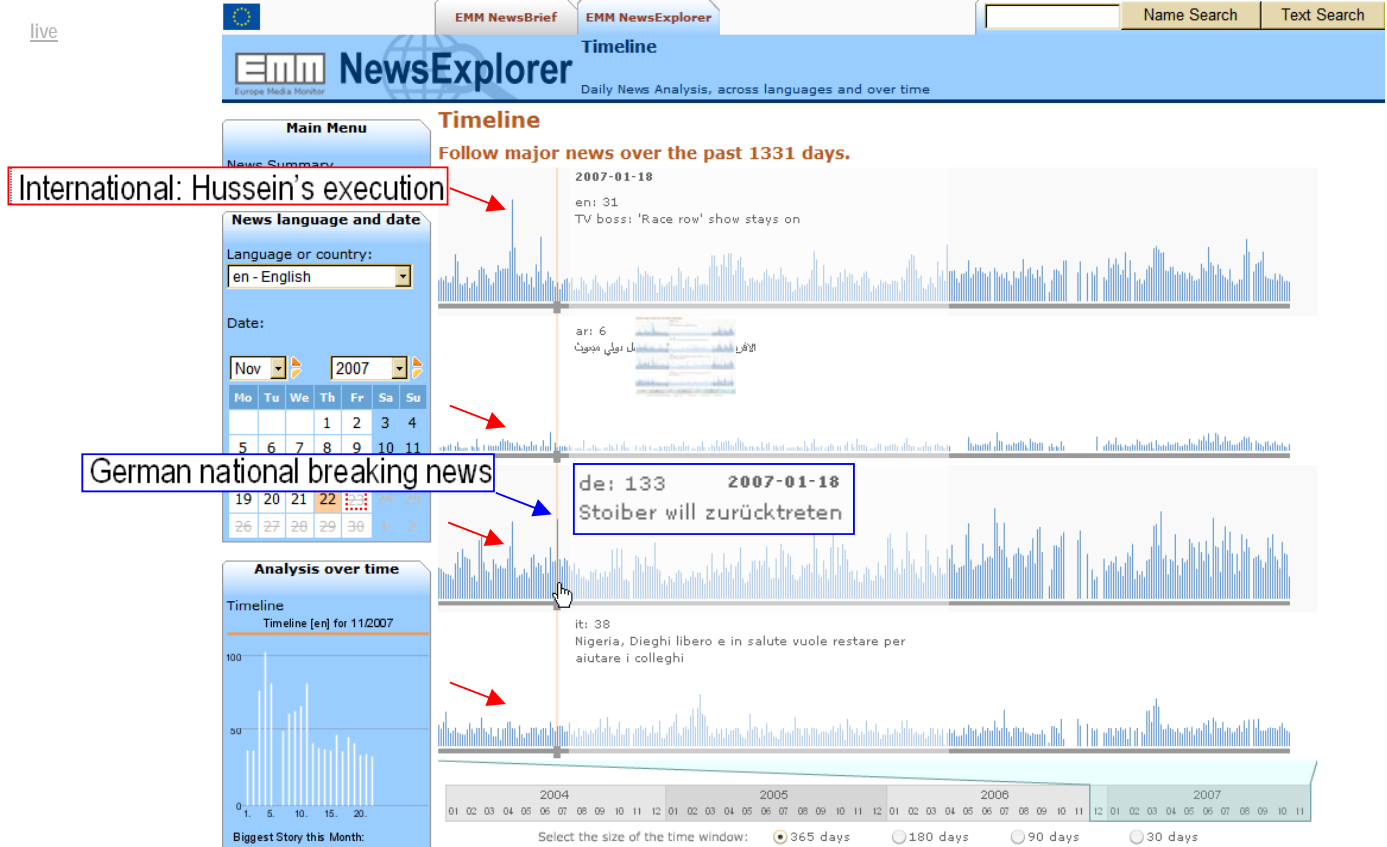 live
EMM NewsBrief
EMM NewsExplorer
Name Search
Text Search
EMM
Europe Media Monitor
NewsExplorer
Timeline
Daily News Analysis, across languages and over time
Main Menu
News Summary
International: Hussein's execution
News language and date
Language or country:
en - English
Date:
Nov
2007
Mo Tu We Th Fr Sa Su
1 2 3 4
5 6 7 8 9 10 11
German national breaking news
19 20 21 22 23 24 25
26 27 28 29 30 1 2
Analysis over time
Timeline
Timeline [en] for 11/2007
100
50
0
1. 5. 10. 15. 20.
Biggest Story this Month:
Timeline
Follow major news over the past 1331 days.
2007-01-18
en: 31
TV boss: 'Race row' show stays on
ar: 6
دولي مبعوث
de: 133 2007-01-18
Stoiber will zurücktreten
it: 38
Nigeria, Dieghi libero e in salute vuole restare per
aiutare i colleghi
2004 2005 2006 2007
01 02 03 04 05 06 07 08 09 10 11 12 01 02 03 04 05 06 07 08 09 10 11 12 01 02 03 04 05 06 07 08 09 10 11 12 01 02 03 04 05 06 07 08 09 10 11
Select the size of the time window: 365 days 180 days 90 days 30 days